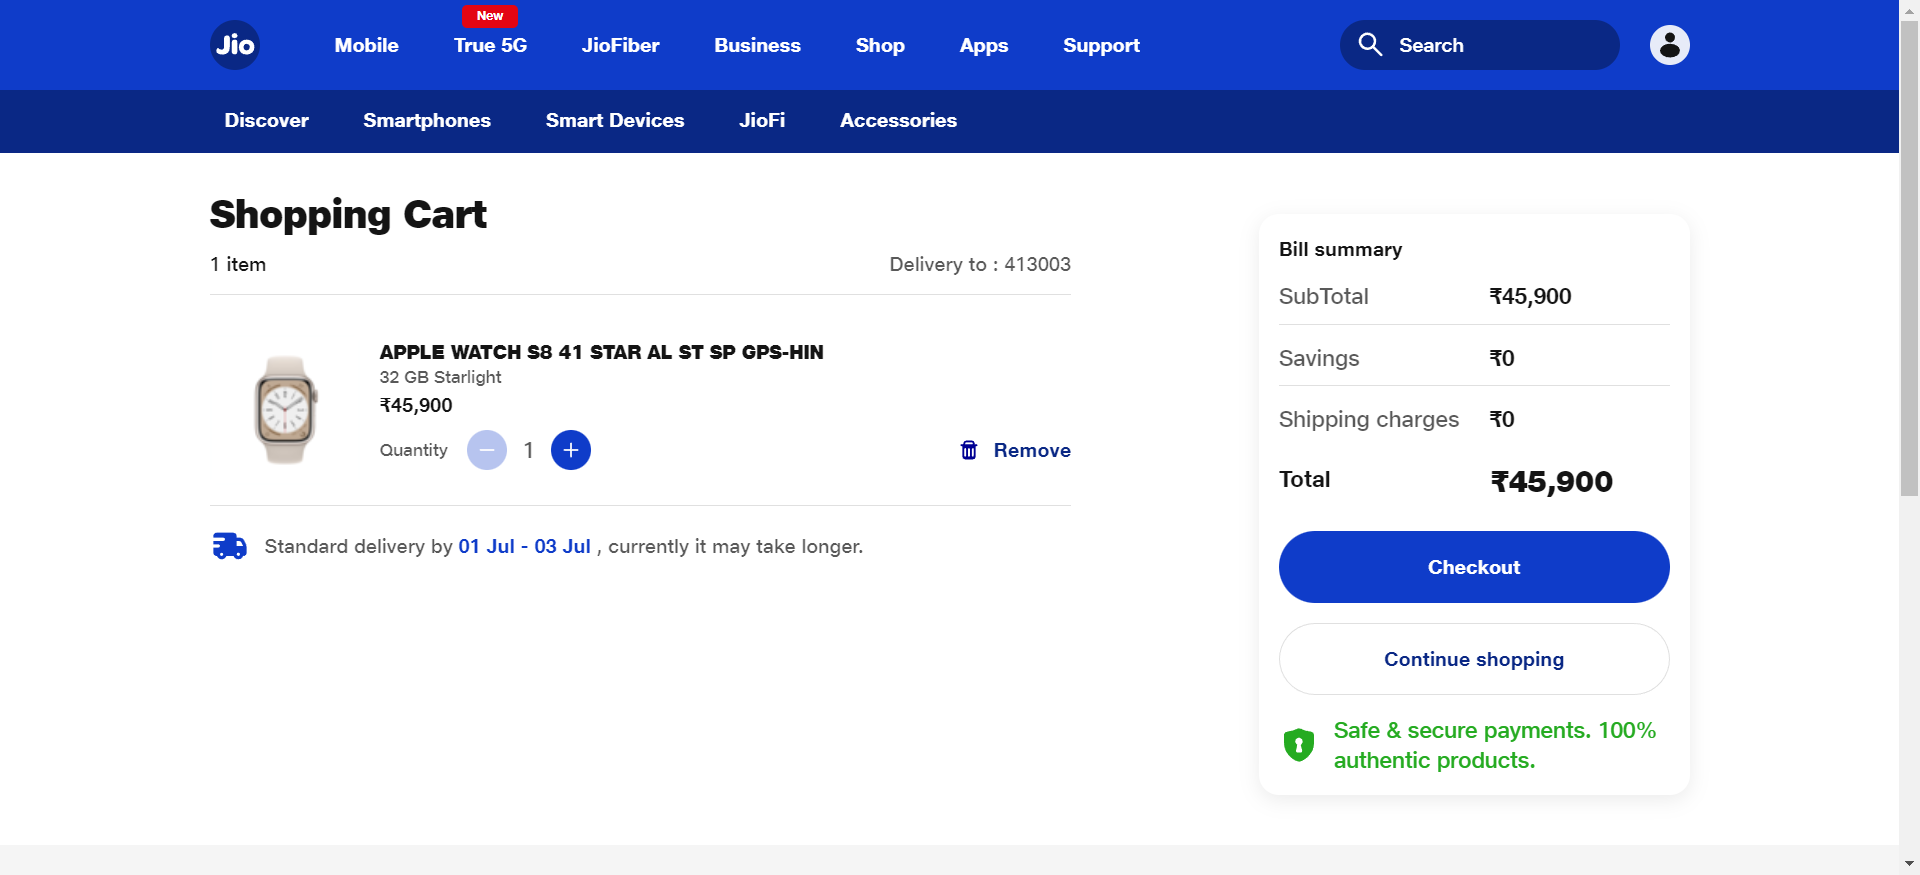 Jio
Mobile
New
True 5G
JioFiber
Business
Shop
Apps
Support
Search
Discover
Smartphones
Smart Devices
JioFi
Accessories
Shopping Cart
1 item
Delivery to : 413003
APPLE WATCH S8 41 STAR AL ST SP GPS-HIN
32 GB Starlight
₹45,900
Quantity
1
Remove
Standard delivery by 01 Jul - 03 Jul , currently it may take longer.
Bill summary
SubTotal ₹45,900
Savings ₹0
Shipping charges ₹0
Total ₹45,900
Checkout
Continue shopping
Safe & secure payments. 100%
authentic products.